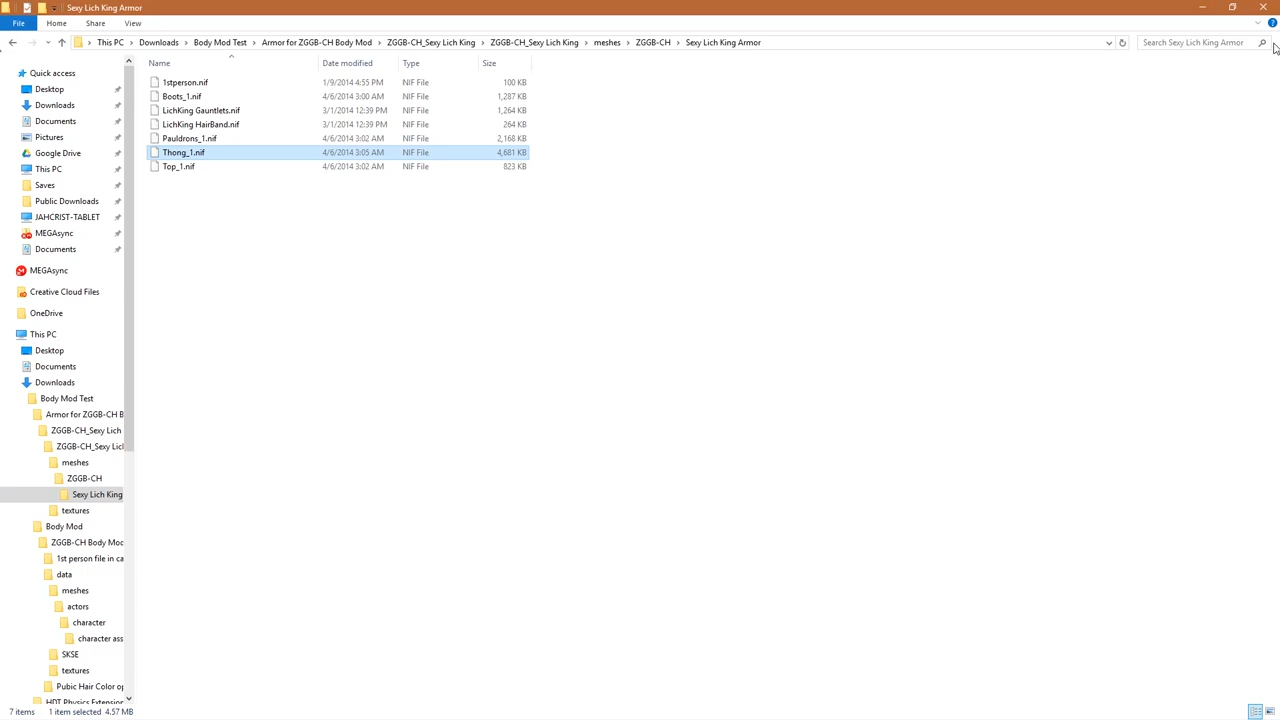 Sexy Lich King Armor
File Home Share View
This PC Downloads Body Mod Test Armor for ZGGB-CH Body Mod ZGGB-CH_Sexy Lich King ZGGB-CH_Sexy Lich King meshes ZGGB-CH Sexy Lich King Armor Search Sexy Lich King Armor
Name Date modified Type Size
1stperson.nif 1/9/2014 4:55 PM NIF File 100 KB
Boots_1.nif 4/6/2014 3:00 AM NIF File 1,287 KB
LichKing Gauntlets.nif 3/1/2014 12:39 PM NIF File 1,264 KB
LichKing HairBand.nif 3/1/2014 12:39 PM NIF File 264 KB
Pauldrons_1.nif 4/6/2014 3:02 AM NIF File 2,168 KB
Thong_1.nif 4/6/2014 3:05 AM NIF File 4,681 KB
Top_1.nif 4/6/2014 3:02 AM NIF File 823 KB
Quick access
Desktop
Downloads
Documents
Pictures
Google Drive
This PC
Saves
Public Downloads
JAHCRIST-TABLET
MEGAsync
Documents
MEGAsync
Creative Cloud Files
OneDrive
This PC
Desktop
Documents
Downloads
Body Mod Test
Armor for ZGGB-CH B
ZGGB-CH_Sexy Lich
ZGGB-CH_Sexy Licl
meshes
ZGGB-CH
Sexy Lich King
textures
Body Mod
ZGGB-CH Body Moc
1st person file in ca
data
meshes
actors
character
character ass
SKSE
textures
Pubic Hair Color op
HDT Physics Extension
7 items 1 item selected 4.57 MB